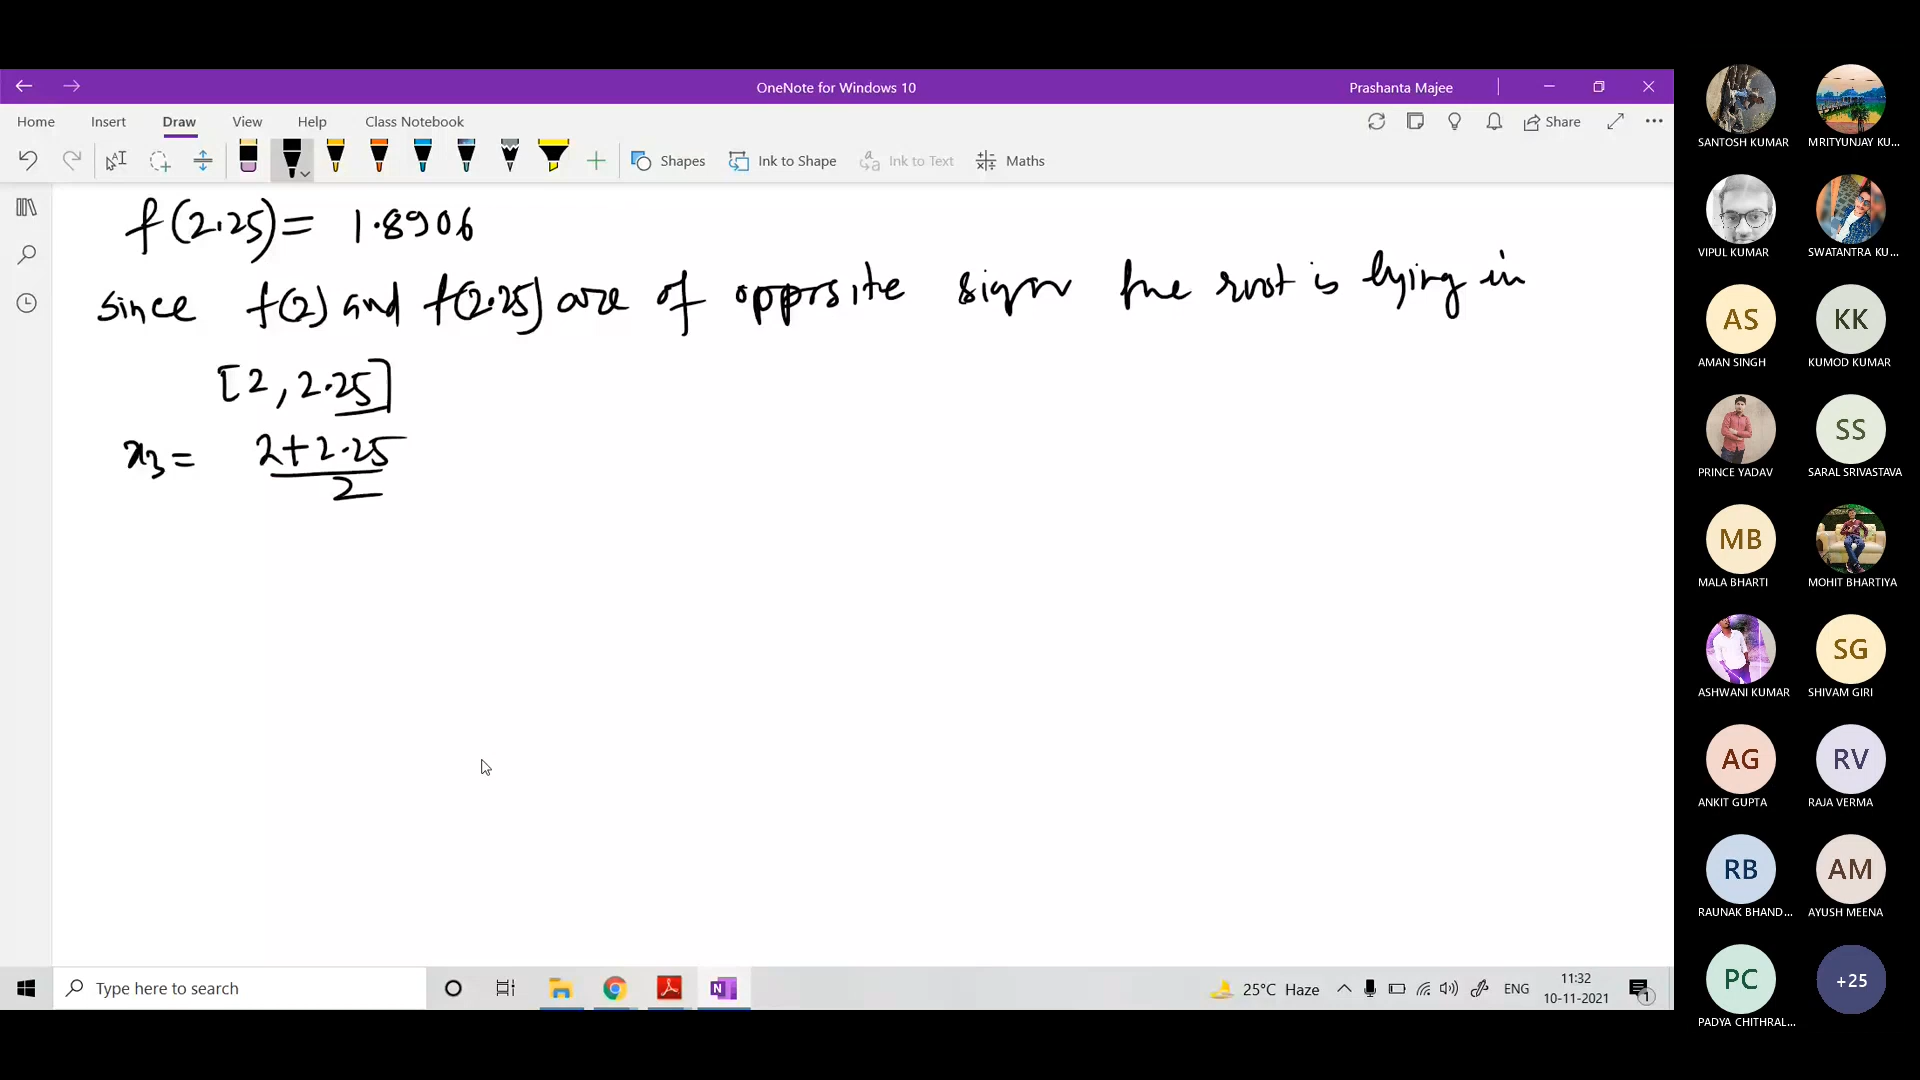 OneNote for Windows 10
Prashanta Majee
Home Insert Draw View Help Class Notebook
Share
Shapes Ink to Shape Ink to Text Maths
f(2.25) = 1.8906
since f(2) and f(2.25) are of opposite sign the root is lying in
[2, 2.25]
x₃ = 2+2.25
2
Type here to search
25°C Haze
ENG
11:32
10-11-2021
1
SANTOSH KUMAR
MRITYUNJAY KU...
VIPUL KUMAR
SWATANTRA KU...
AS
KK
AMAN SINGH
KUMOD KUMAR
SS
PRINCE YADAV
SARAL SRIVASTAVA
MB
MALA BHARTI
MOHIT BHARTIYA
SG
ASHWANI KUMAR
SHIVAM GIRI
AG
RV
ANKIT GUPTA
RAJA VERMA
RB
AM
RAUNAK BHAND...
AYUSH MEENA
PC
+25
PADYA CHITHRAL...